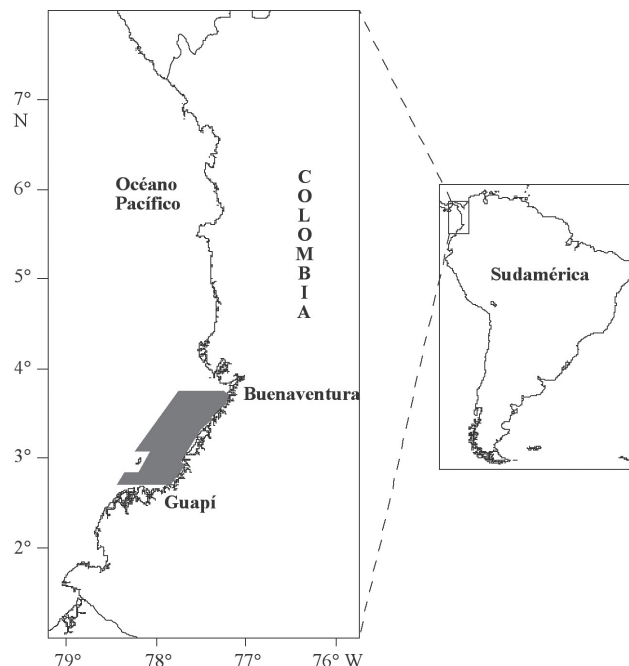 7°
N
6°
5°
4°
3°
2°
Océano
Pacífico
C
O
L
O
M
B
I
A
Buenaventura
Guapí
79°
78°
77°
76° W
Sudamérica